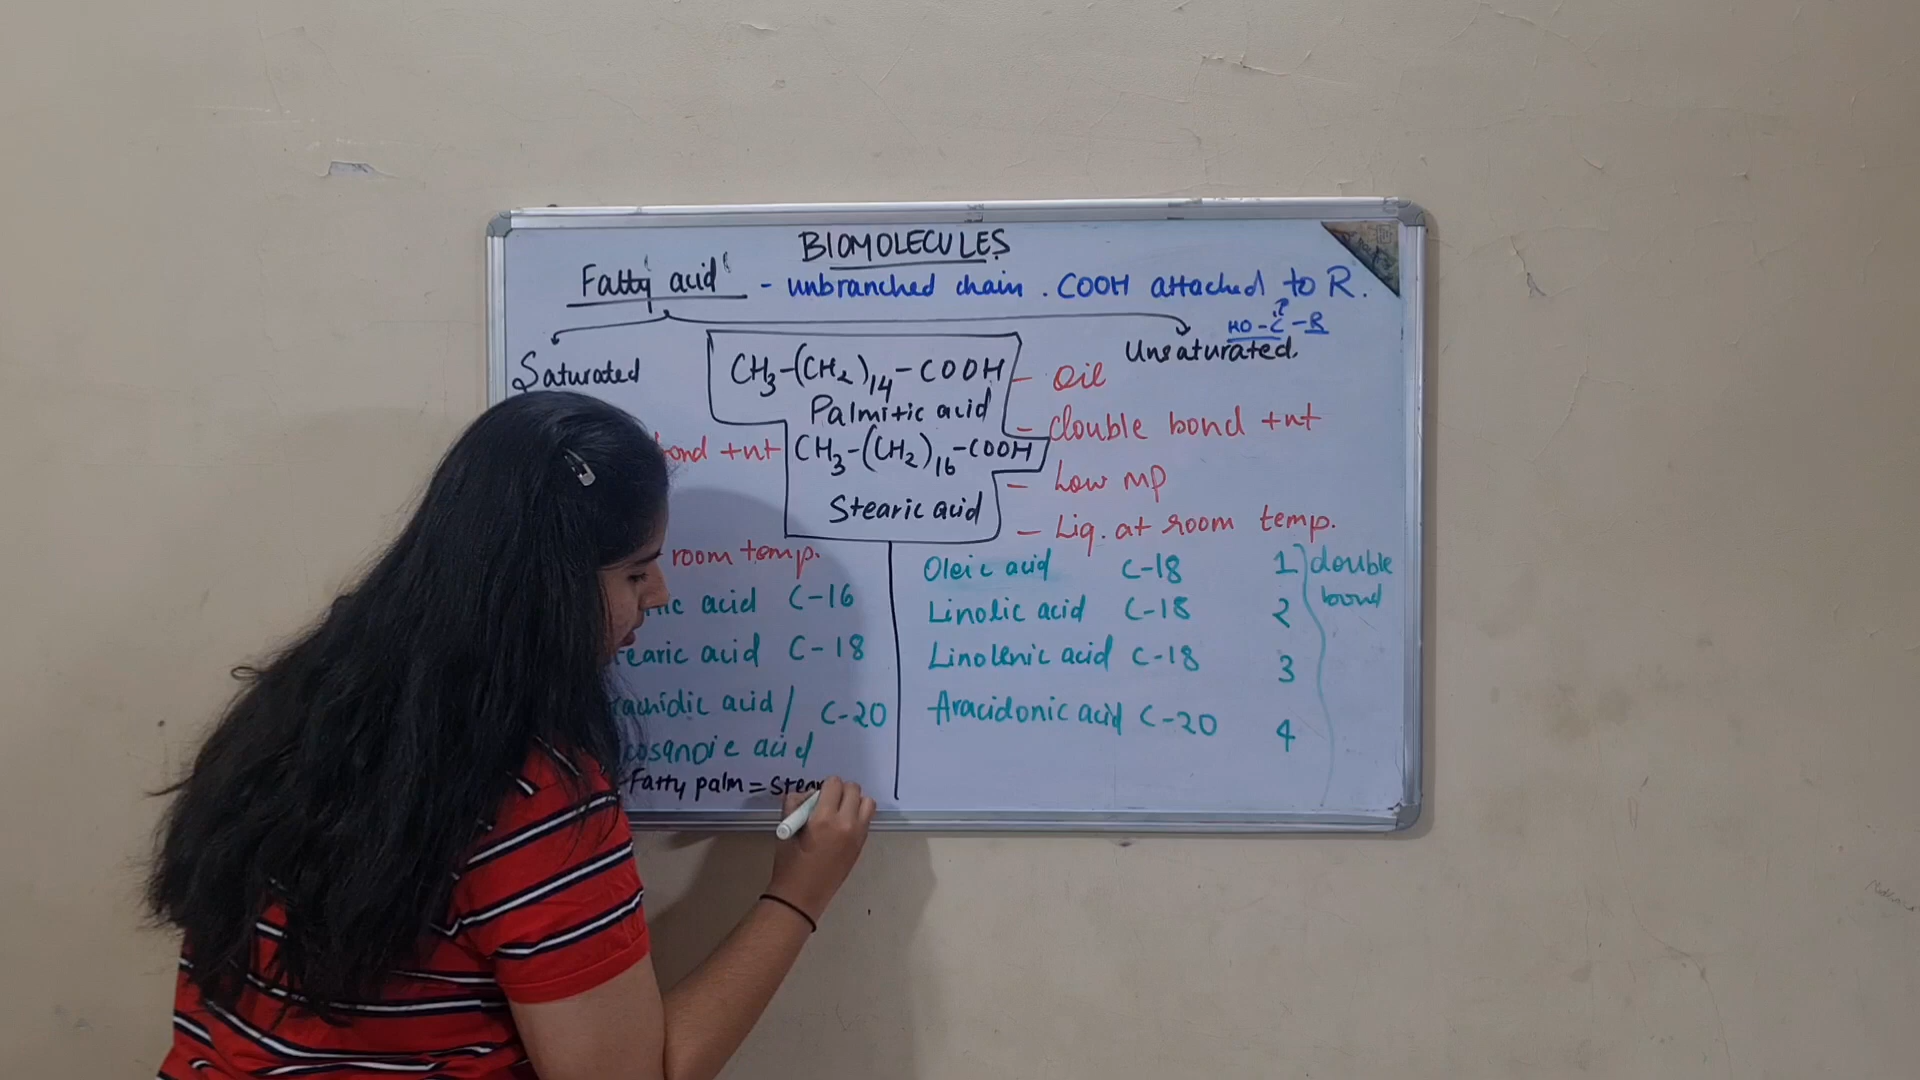 BIOMOLECULES
Fatty acid - unbranched chain . COOH attached to R.
HO-C-R
Saturated
Unsaturated.
CH3-(CH2)14-COOH
Palmitic acid
CH3-(CH2)16-COOH
Stearic acid
bond +nt
room temp.
acid C-16
earic acid C-18
achidic acid/ C-20
cosanoic acid
Fatty palm = Stear
- Oil
- double bond +nt
- Low mp
- Liq. at room temp.
Oleic acid C-18 1 double bond
Linolic acid C-18 2
Linolenic acid C-18 3
Aracidonic acid C-20 4